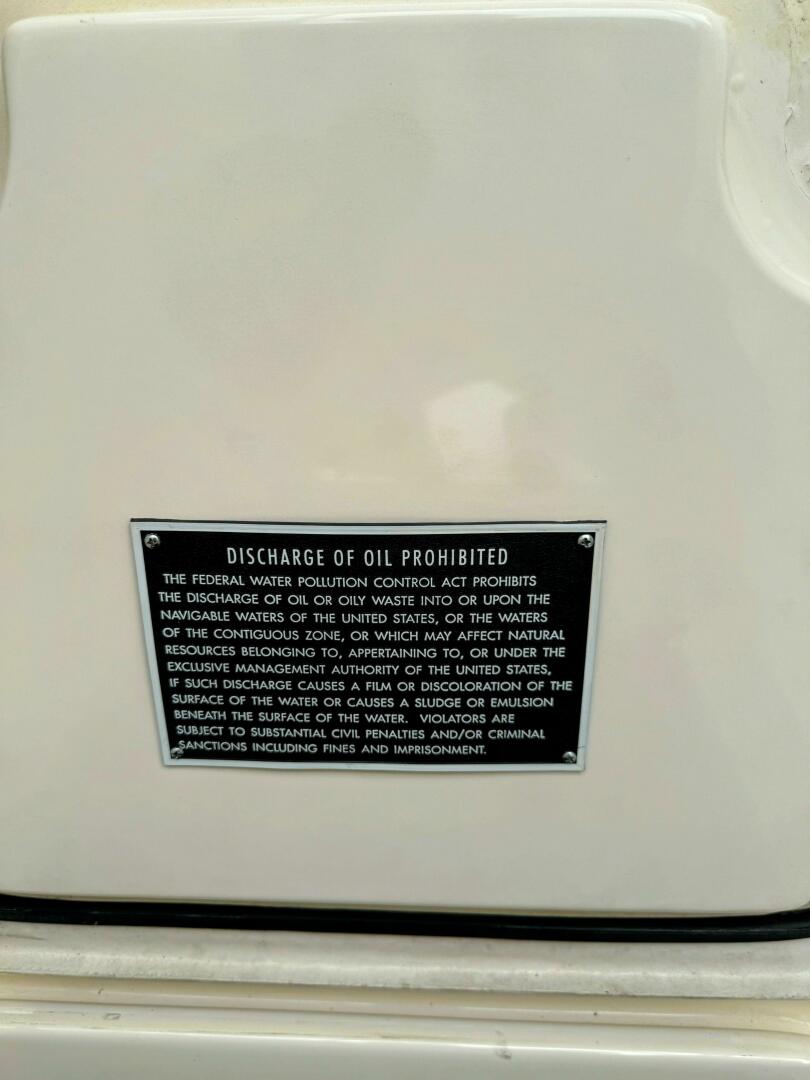 DISCHARGE OF OIL PROHIBITED
THE FEDERAL WATER POLLUTION CONTROL ACT PROHIBITS
THE DISCHARGE OF OIL OR OILY WASTE INTO OR UPON THE
NAVIGABLE WATERS OF THE UNITED STATES, OR THE WATERS
OF THE CONTIGUOUS ZONE, OR WHICH MAY AFFECT NATURAL
RESOURCES BELONGING TO, APPERTAINING TO, OR UNDER THE
EXCLUSIVE MANAGEMENT AUTHORITY OF THE UNITED STATES,
IF SUCH DISCHARGE CAUSES A FILM OR DISCOLORATION OF THE
SURFACE OF THE WATER OR CAUSES A SLUDGE OR EMULSION
BENEATH THE SURFACE OF THE WATER. VIOLATORS ARE
SUBJECT TO SUBSTANTIAL CIVIL PENALTIES AND/OR CRIMINAL
SANCTIONS INCLUDING FINES AND IMPRISONMENT.